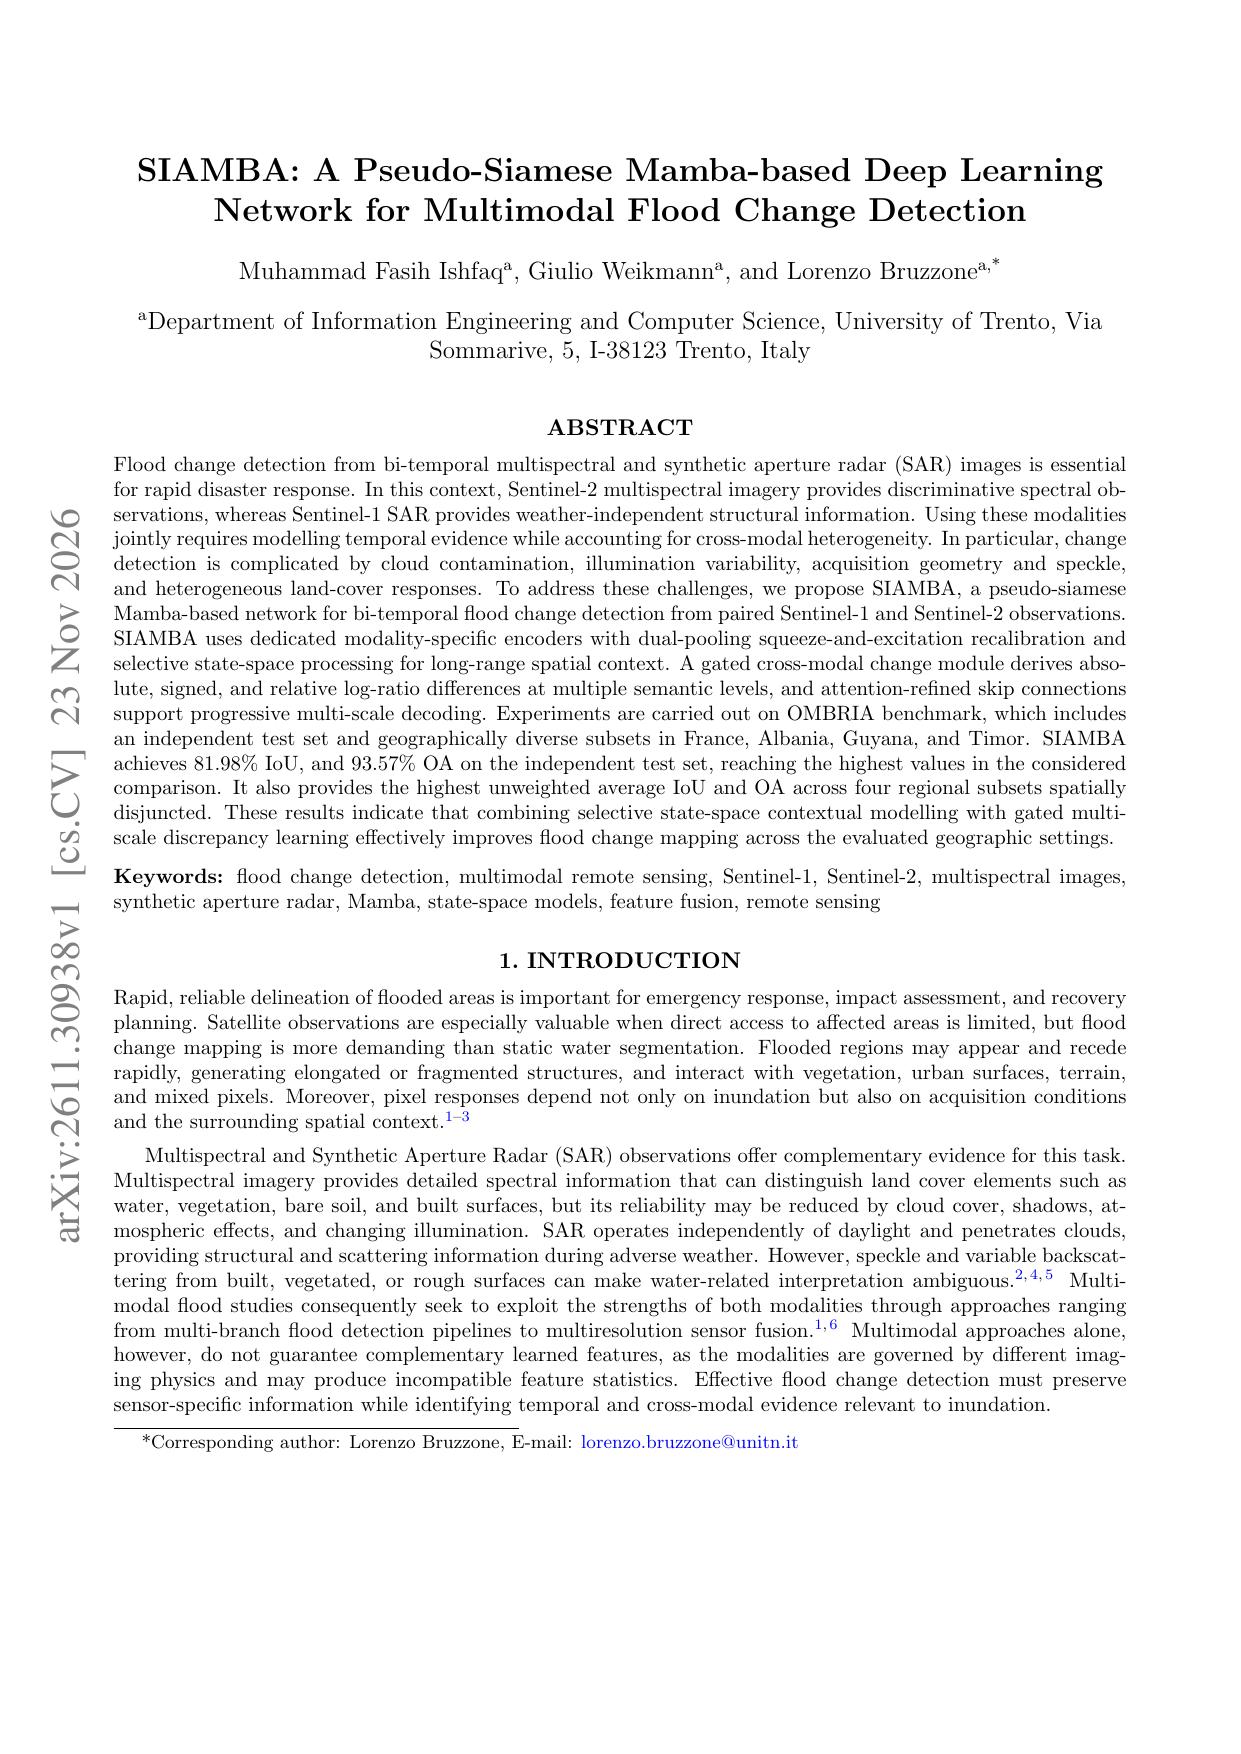 SIAMBA: A Pseudo-Siamese Mamba-based Deep Learning
Network for Multimodal Flood Change Detection
Muhammad Fasih Ishfaqᵃ, Giulio Weikmannᵃ, and Lorenzo Bruzzoneᵃ,*
ᵃDepartment of Information Engineering and Computer Science, University of Trento, Via
Sommarive, 5, I-38123 Trento, Italy
ABSTRACT
Flood change detection from bi-temporal multispectral and synthetic aperture radar (SAR) images is essential
for rapid disaster response. In this context, Sentinel-2 multispectral imagery provides discriminative spectral ob-
servations, whereas Sentinel-1 SAR provides weather-independent structural information. Using these modalities
jointly requires modelling temporal evidence while accounting for cross-modal heterogeneity. In particular, change
detection is complicated by cloud contamination, illumination variability, acquisition geometry and speckle,
and heterogeneous land-cover responses. To address these challenges, we propose SIAMBA, a pseudo-siamese
Mamba-based network for bi-temporal flood change detection from paired Sentinel-1 and Sentinel-2 observations.
SIAMBA uses dedicated modality-specific encoders with dual-pooling squeeze-and-excitation recalibration and
selective state-space processing for long-range spatial context. A gated cross-modal change module derives abso-
lute, signed, and relative log-ratio differences at multiple semantic levels, and attention-refined skip connections
support progressive multi-scale decoding. Experiments are carried out on OMBRIA benchmark, which includes
an independent test set and geographically diverse subsets in France, Albania, Guyana, and Timor. SIAMBA
achieves 81.98% IoU, and 93.57% OA on the independent test set, reaching the highest values in the considered
comparison. It also provides the highest unweighted average IoU and OA across four regional subsets spatially
disjuncted. These results indicate that combining selective state-space contextual modelling with gated multi-
scale discrepancy learning effectively improves flood change mapping across the evaluated geographic settings.
Keywords: flood change detection, multimodal remote sensing, Sentinel-1, Sentinel-2, multispectral images,
synthetic aperture radar, Mamba, state-space models, feature fusion, remote sensing
1. INTRODUCTION
Rapid, reliable delineation of flooded areas is important for emergency response, impact assessment, and recovery
planning. Satellite observations are especially valuable when direct access to affected areas is limited, but flood
change mapping is more demanding than static water segmentation. Flooded regions may appear and recede
rapidly, generating elongated or fragmented structures, and interact with vegetation, urban surfaces, terrain,
and mixed pixels. Moreover, pixel responses depend not only on inundation but also on acquisition conditions
and the surrounding spatial context.1–3
Multispectral and Synthetic Aperture Radar (SAR) observations offer complementary evidence for this task.
Multispectral imagery provides detailed spectral information that can distinguish land cover elements such as
water, vegetation, bare soil, and built surfaces, but its reliability may be reduced by cloud cover, shadows, at-
mospheric effects, and changing illumination. SAR operates independently of daylight and penetrates clouds,
providing structural and scattering information during adverse weather. However, speckle and variable backscat-
tering from built, vegetated, or rough surfaces can make water-related interpretation ambiguous.2,4,5 Multi-
modal flood studies consequently seek to exploit the strengths of both modalities through approaches ranging
from multi-branch flood detection pipelines to multiresolution sensor fusion.1,6 Multimodal approaches alone,
however, do not guarantee complementary learned features, as the modalities are governed by different imag-
ing physics and may produce incompatible feature statistics. Effective flood change detection must preserve
sensor-specific information while identifying temporal and cross-modal evidence relevant to inundation.
*Corresponding author: Lorenzo Bruzzone, E-mail: lorenzo.bruzzone@unitn.it
arXiv:2611.30938v1 [cs.CV] 23 Nov 2026